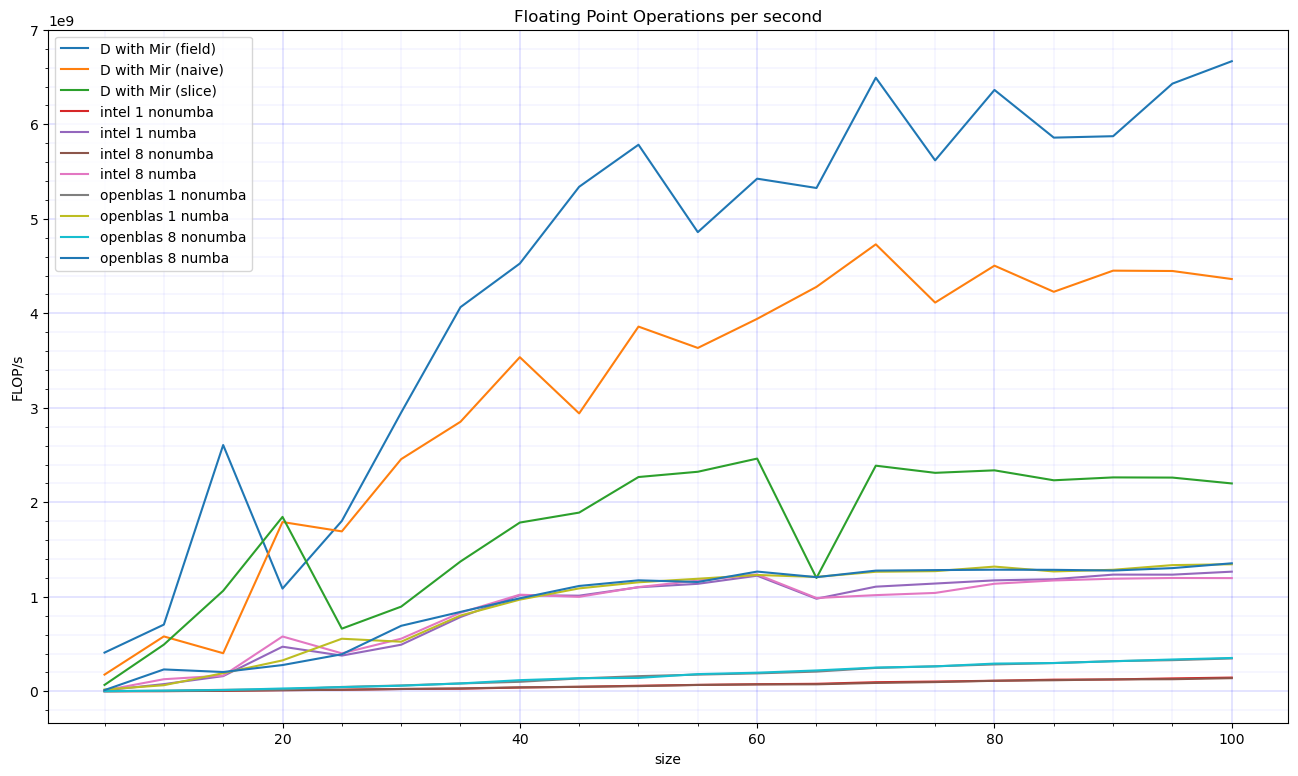 Floating Point Operations per second
1e9
7
6
5
4
3
2
1
0
FLOP/s
D with Mir (field)
D with Mir (naive)
D with Mir (slice)
intel 1 nonumba
intel 1 numba
intel 8 nonumba
intel 8 numba
openblas 1 nonumba
openblas 1 numba
openblas 8 nonumba
openblas 8 numba
20 40 60 80 100
size